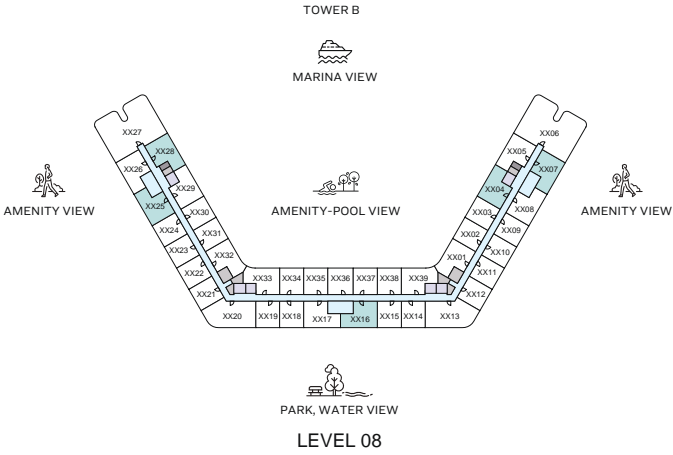 TOWER B
MARINA VIEW
XX27
XX06
XX28
XX05
XX26
XX07
XX29
XX04
AMENITY VIEW
XX25
XX30
AMENITY-POOL VIEW
XX03
XX08
AMENITY VIEW
XX24
XX31
XX02
XX09
XX23
XX32
XX01
XX10
XX22
XX33
XX34
XX35
XX36
XX37
XX38
XX39
XX11
XX21
XX12
XX20
XX19
XX18
XX17
XX16
XX15
XX14
XX13
PARK, WATER VIEW
LEVEL 08